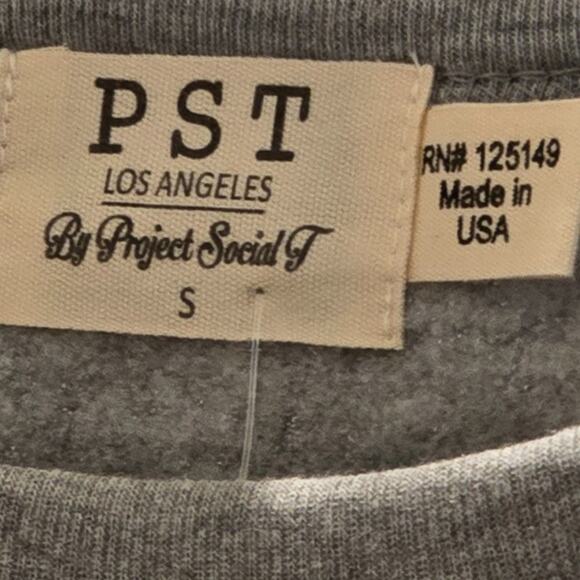 PST
LOS ANGELES
By Project Social T
S
RN# 125149
Made in
USA